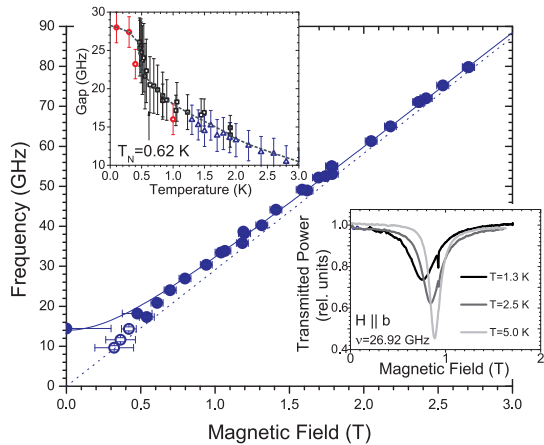 Frequency (GHz)
90
80
70
60
50
40
30
20
10
0
0.0 0.5 1.0 1.5 2.0 2.5 3.0
Magnetic Field (T)
Gap (GHz)
30
25
20
15
10
T_N=0.62 K
0.0 0.5 1.0 1.5 2.0 2.5 3.0
Temperature (K)
Transmitted Power
(rel. units)
1.0
0.8
0.6
0.4
T=1.3 K
T=2.5 K
T=5.0 K
H || b
ν=26.92 GHz
0 1 2
Magnetic Field (T)